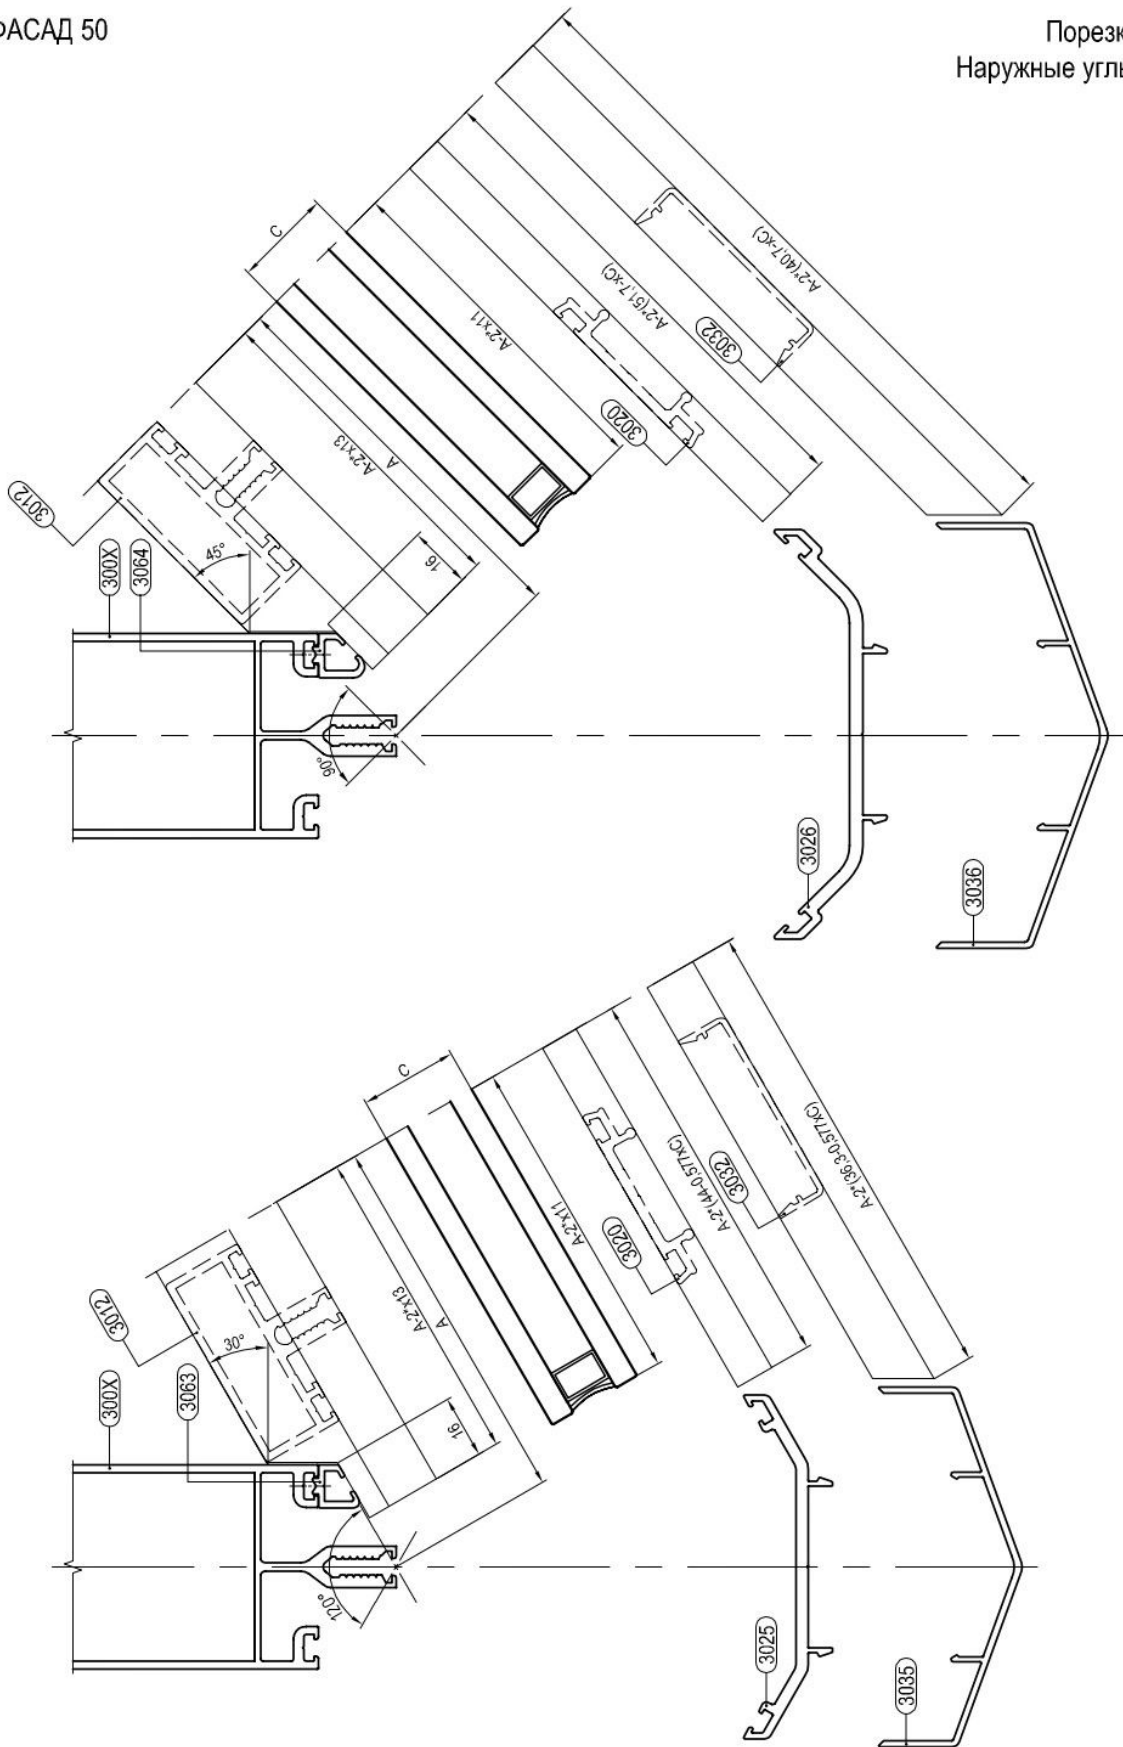 ФАСАД 50
Порезк
Наружные углы
3012
300X
3064
45°
90°
16
A
A-2*x13
C
A-2*x11
3020
A-2*(51,7-xC)
3032
A-2*(40,7-xC)
3026
3036
3012
300X
3063
30°
120°
16
A
A-2*x13
C
A-2*x11
3020
A-2*(44-0,577xC)
3032
A-2*(36,3-0,577xC)
3025
3035